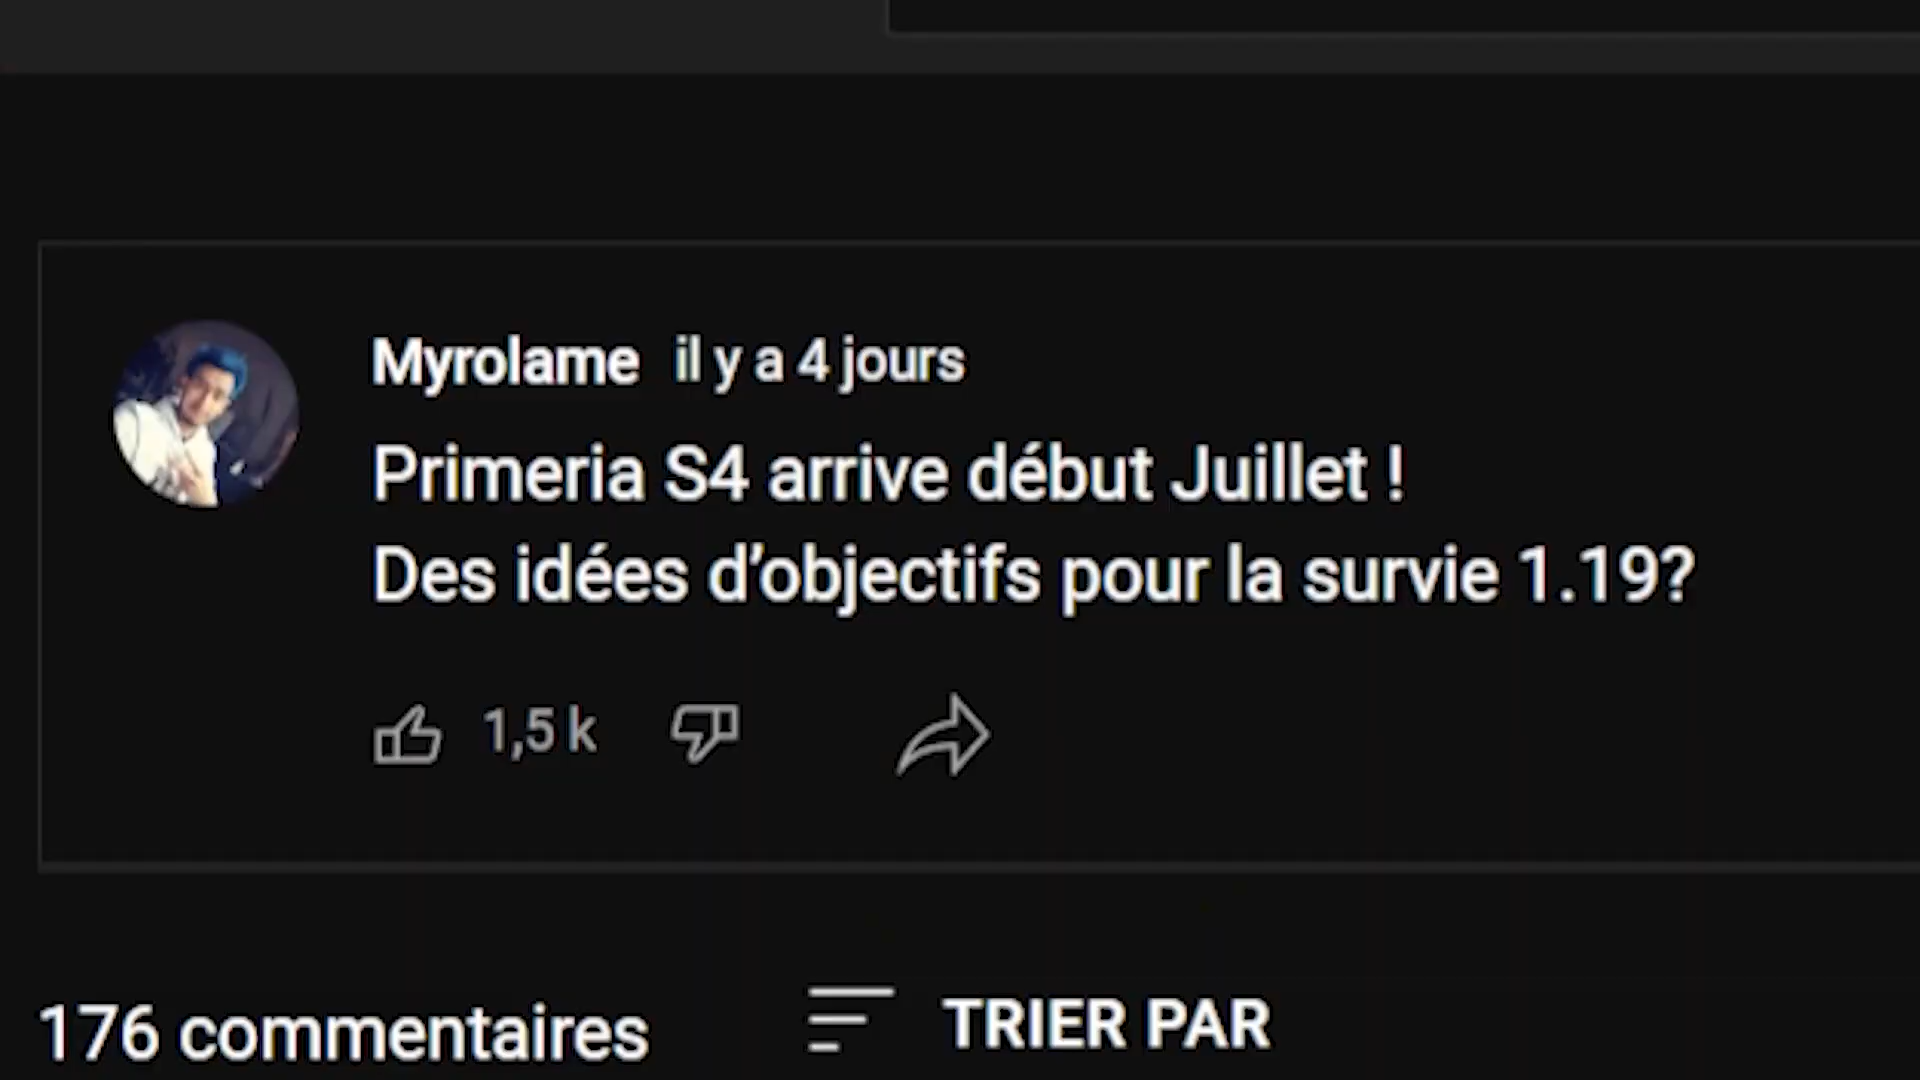 Myrolame il y a 4 jours
Primeria S4 arrive début Juillet !
Des idées d’objectifs pour la survie 1.19?
1,5 k
176 commentaires TRIER PAR